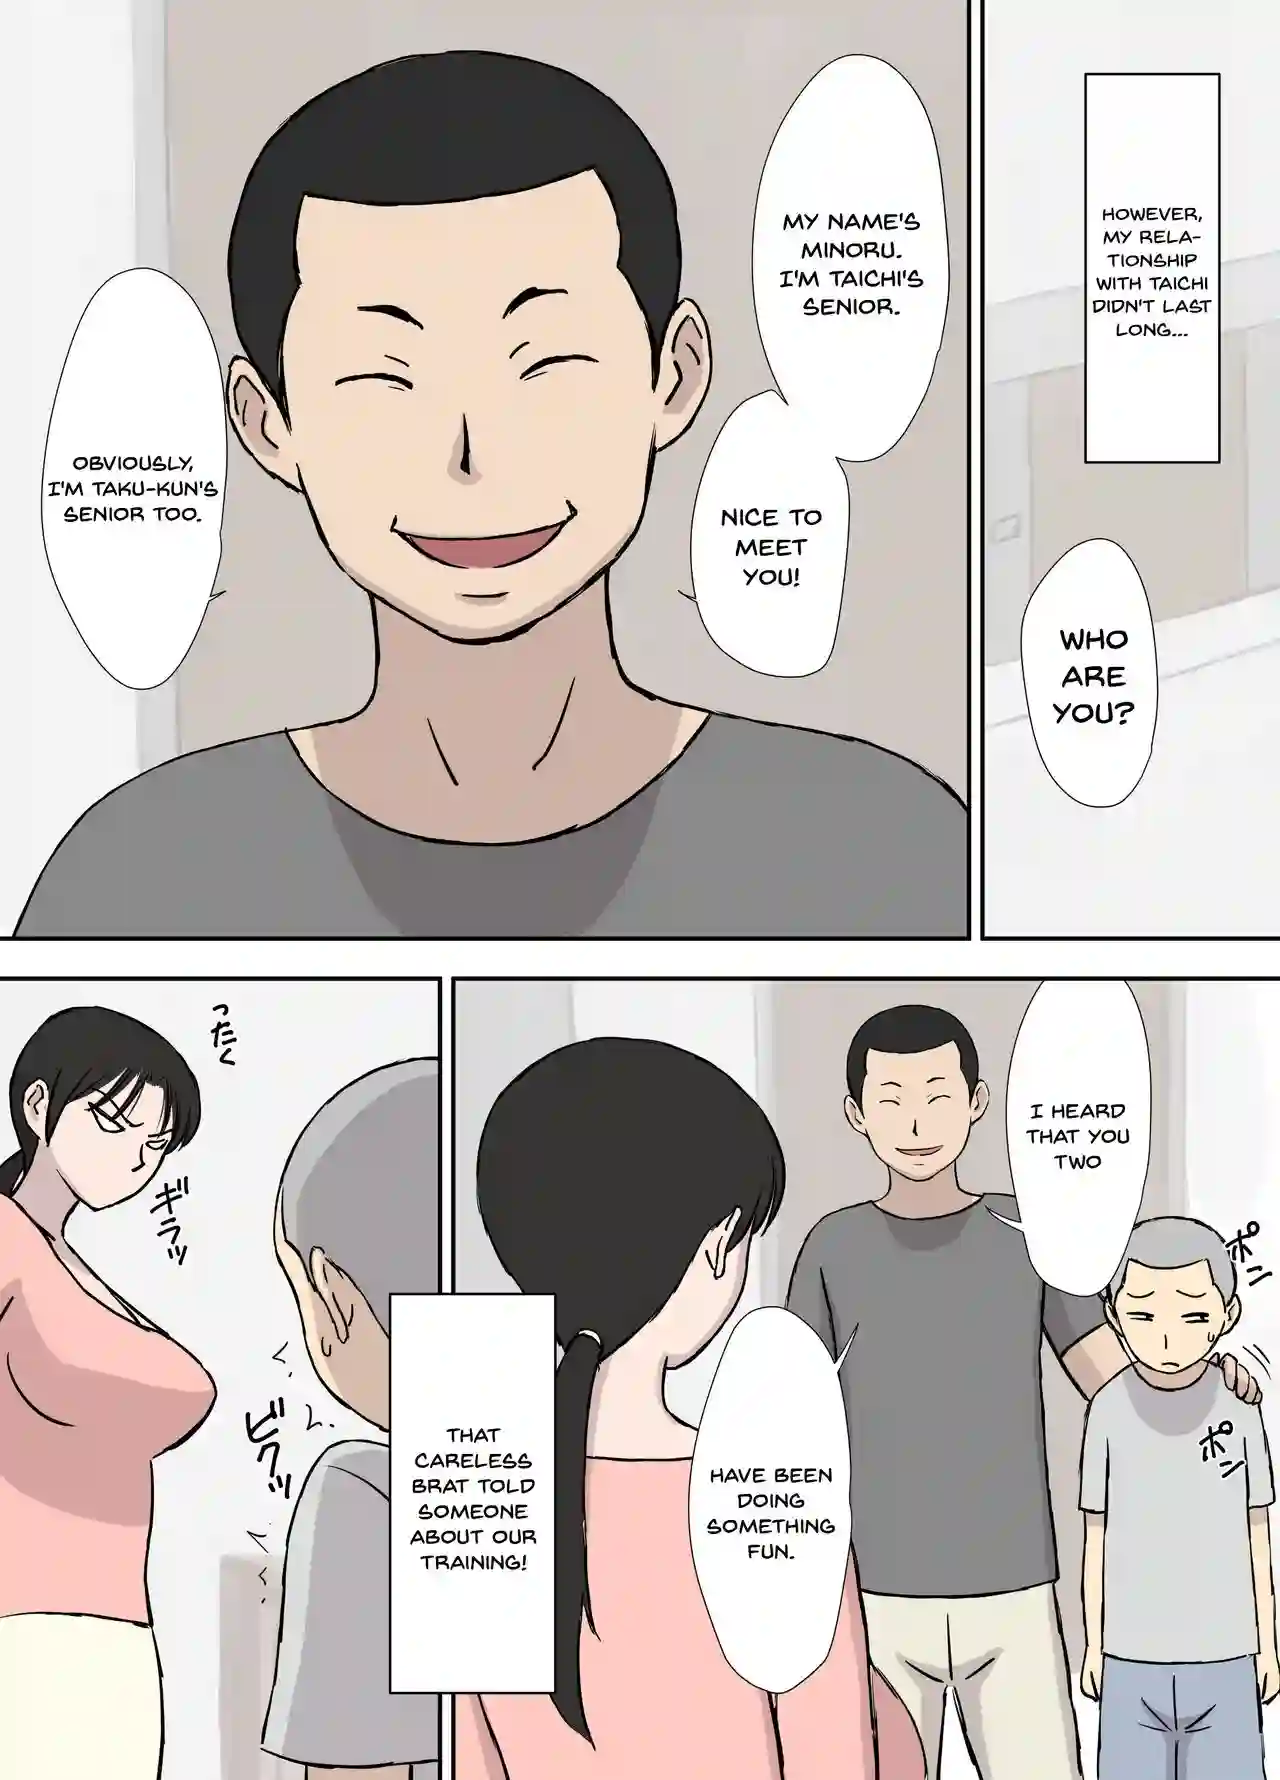 HOWEVER,
MY RELA-
TIONSHIP
WITH TAICHI
DIDN'T LAST
LONG...
WHO
ARE
YOU?
MY NAME'S
MINORU.
I'M TAICHI'S
SENIOR.
NICE TO
MEET
YOU!
OBVIOUSLY,
I'M TAKU-KUN'S
SENIOR TOO.
I HEARD
THAT YOU
TWO
ポン
ポン
HAVE BEEN
DOING
SOMETHING
FUN.
THAT
CARELESS
BRAT TOLD
SOMEONE
ABOUT OUR
TRAINING!
ったく
ギラッ
ビクッ